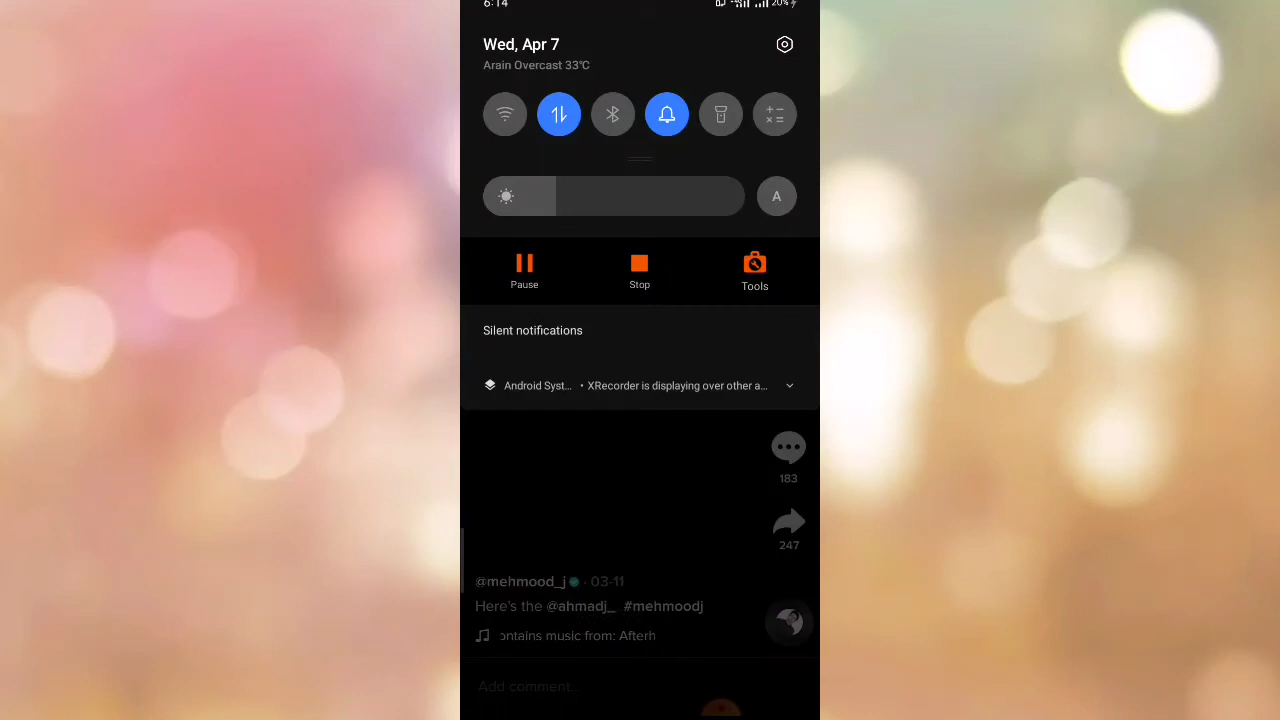 6:14
20%
Wed, Apr 7
Arain Overcast 33℃
A
Pause Stop Tools
Silent notifications
Android Syst... • XRecorder is displaying over other a...
183
247
@mehmood_j · 03-11
Here's the @ahmadj_ #mehmoodj
ontains music from: Afterh
Add comment...